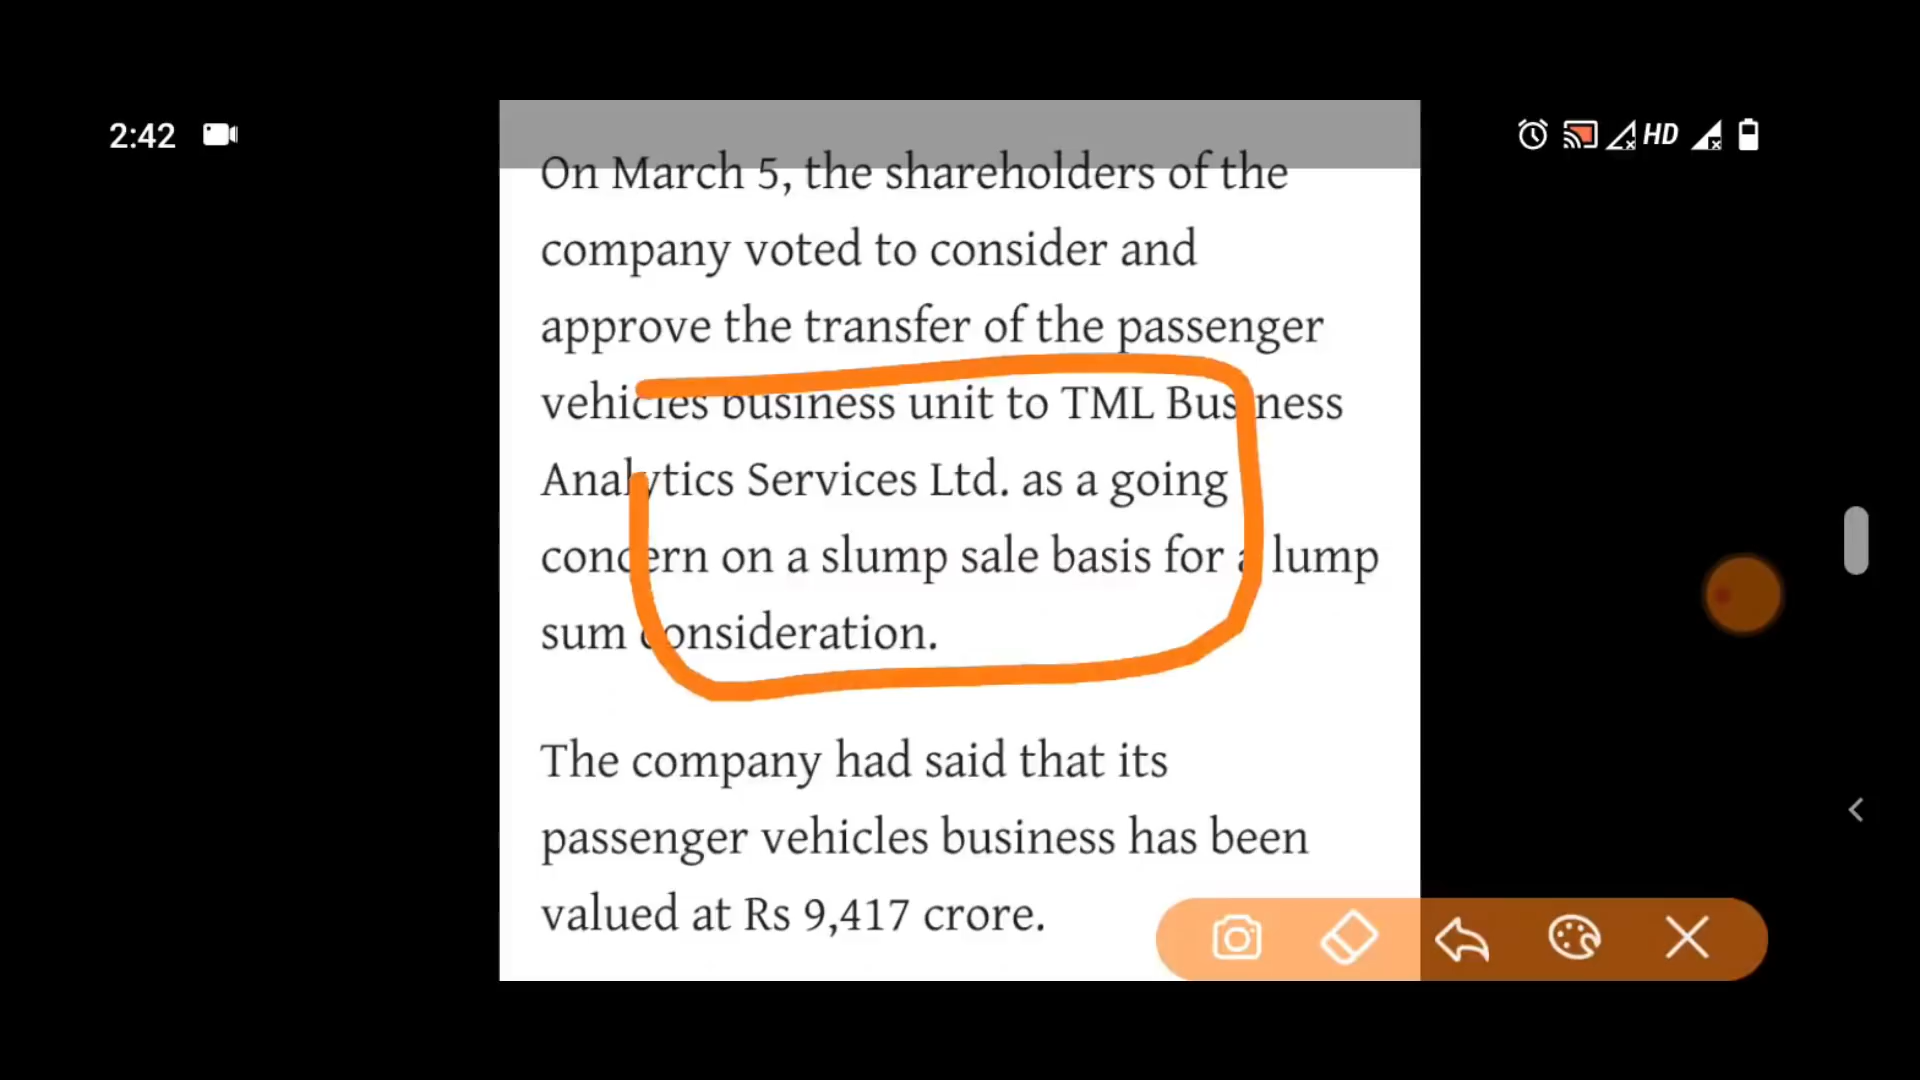 2:42
HD
On March 5, the shareholders of the
company voted to consider and
approve the transfer of the passenger
vehicles business unit to TML Business
Analytics Services Ltd. as a going
concern on a slump sale basis for a lump
sum consideration.
The company had said that its
passenger vehicles business has been
valued at Rs 9,417 crore.